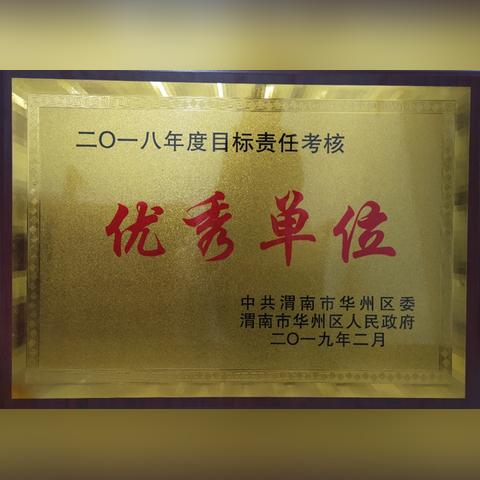 二〇一八年度目标责任考核
优秀单位
中共渭南市华州区委
渭南市华州区人民政府
二〇一九年二月